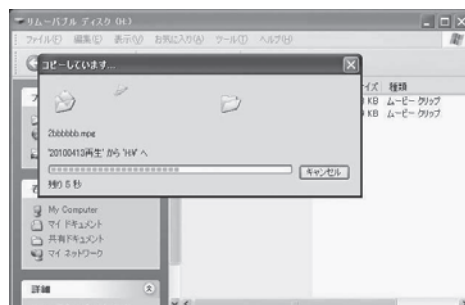 リムーバブル ディスク (H:)
ファイル(F) 編集(E) 表示(V) お気に入り(A) ツール(T) ヘルプ(H)
コピーしています...
イズ 種類
KB ムービー クリップ
KB ムービー クリップ
2bbbbbb.mpe
'20100413再生' から 'H:¥' へ
キャンセル
残り 5 秒
My Computer
マイ ドキュメント
共有ドキュメント
マイ ネットワーク
詳細